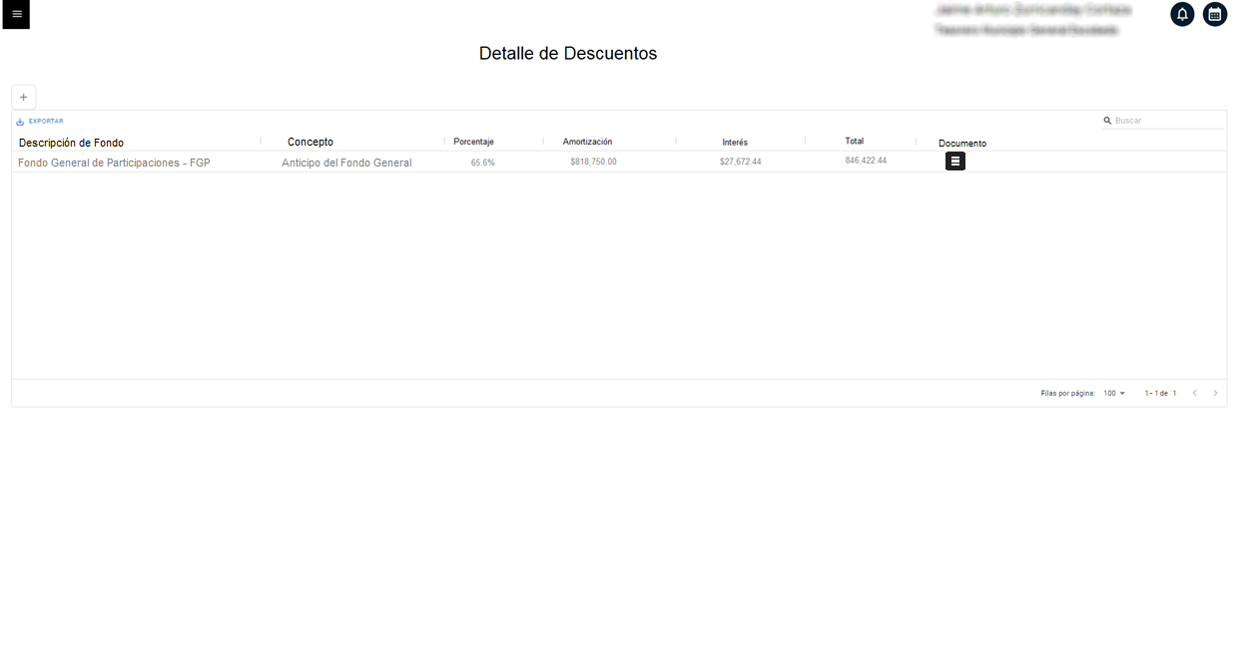 Detalle de Descuentos
EXPORTAR
Buscar
Descripción de Fondo Concepto Porcentaje Amortización Interés Total Documento
Fondo General de Participaciones - FGP Anticipo del Fondo General 65.6% $818,750.00 $27,672.44 846,422.44
Filas por página: 100 1-1 de 1